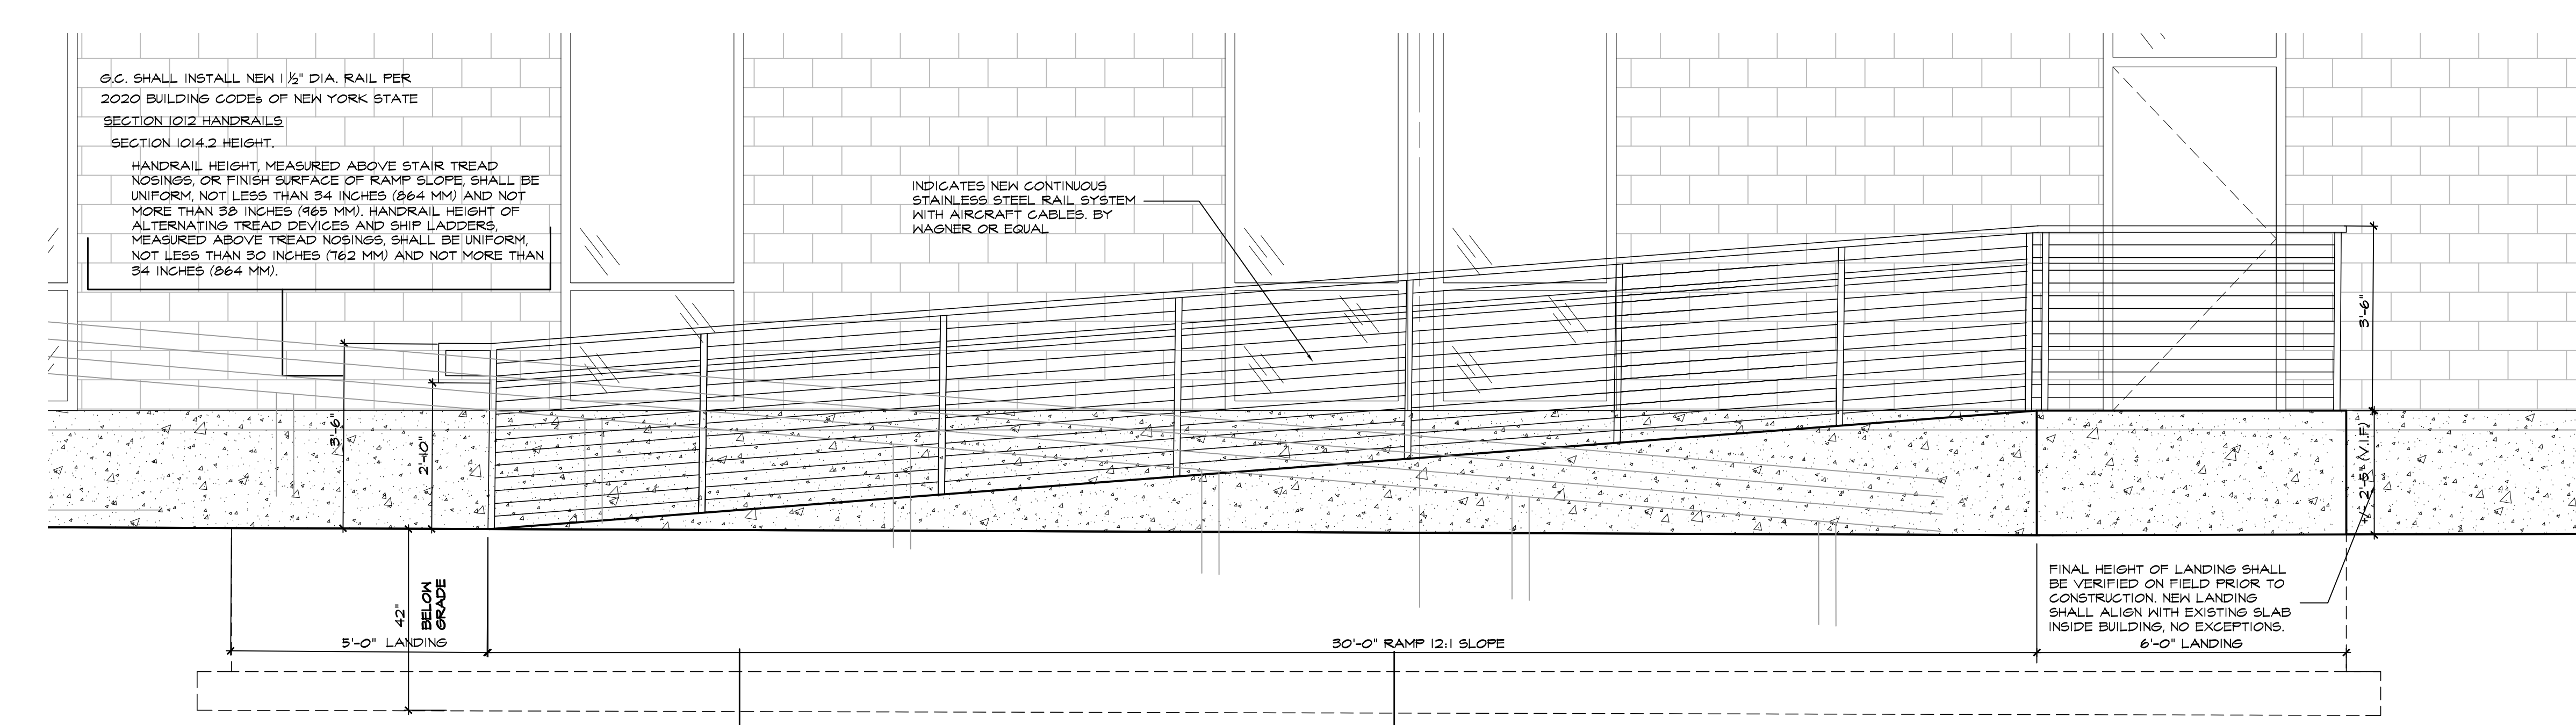 G.C. SHALL INSTALL NEW 1 ½" DIA. RAIL PER
2020 BUILDING CODEs OF NEW YORK STATE
SECTION 1012 HANDRAILS
SECTION 1014.2 HEIGHT.
HANDRAIL HEIGHT, MEASURED ABOVE STAIR TREAD
NOSINGS, OR FINISH SURFACE OF RAMP SLOPE, SHALL BE
UNIFORM, NOT LESS THAN 34 INCHES (864 MM) AND NOT
MORE THAN 38 INCHES (965 MM). HANDRAIL HEIGHT OF
ALTERNATING TREAD DEVICES AND SHIP LADDERS,
MEASURED ABOVE TREAD NOSINGS, SHALL BE UNIFORM,
NOT LESS THAN 30 INCHES (762 MM) AND NOT MORE THAN
34 INCHES (864 MM).
INDICATES NEW CONTINUOUS
STAINLESS STEEL RAIL SYSTEM
WITH AIRCRAFT CABLES. BY
WAGNER OR EQUAL
3'-6"
3'-6"
2'-10"
+/- 2'-5" (V.I.F)
42"
BELOW
GRADE
FINAL HEIGHT OF LANDING SHALL
BE VERIFIED ON FIELD PRIOR TO
CONSTRUCTION. NEW LANDING
SHALL ALIGN WITH EXISTING SLAB
INSIDE BUILDING, NO EXCEPTIONS.
5'-0" LANDING
30'-0" RAMP 12:1 SLOPE
6'-0" LANDING